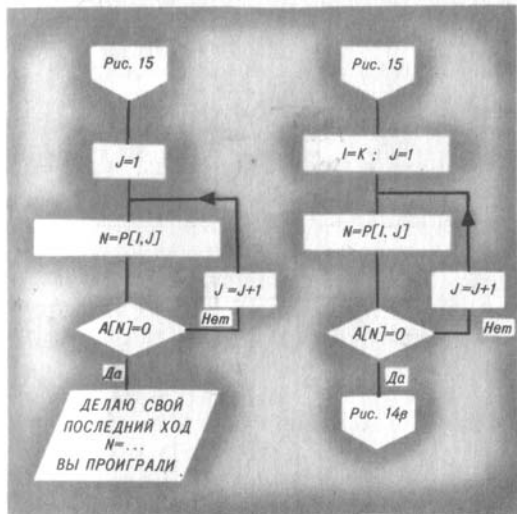 Рис. 15
J=1
N=P[I,J]
J=J+1
A[N]=0
Нет
Да
ДЕЛАЮ СВОЙ
ПОСЛЕДНИЙ ХОД
N=...
ВЫ ПРОИГРАЛИ
Рис. 15
I=K ; J=1
N=P[I, J]
J=J+1
A[N]=0
Нет
Да
Рис. 14β